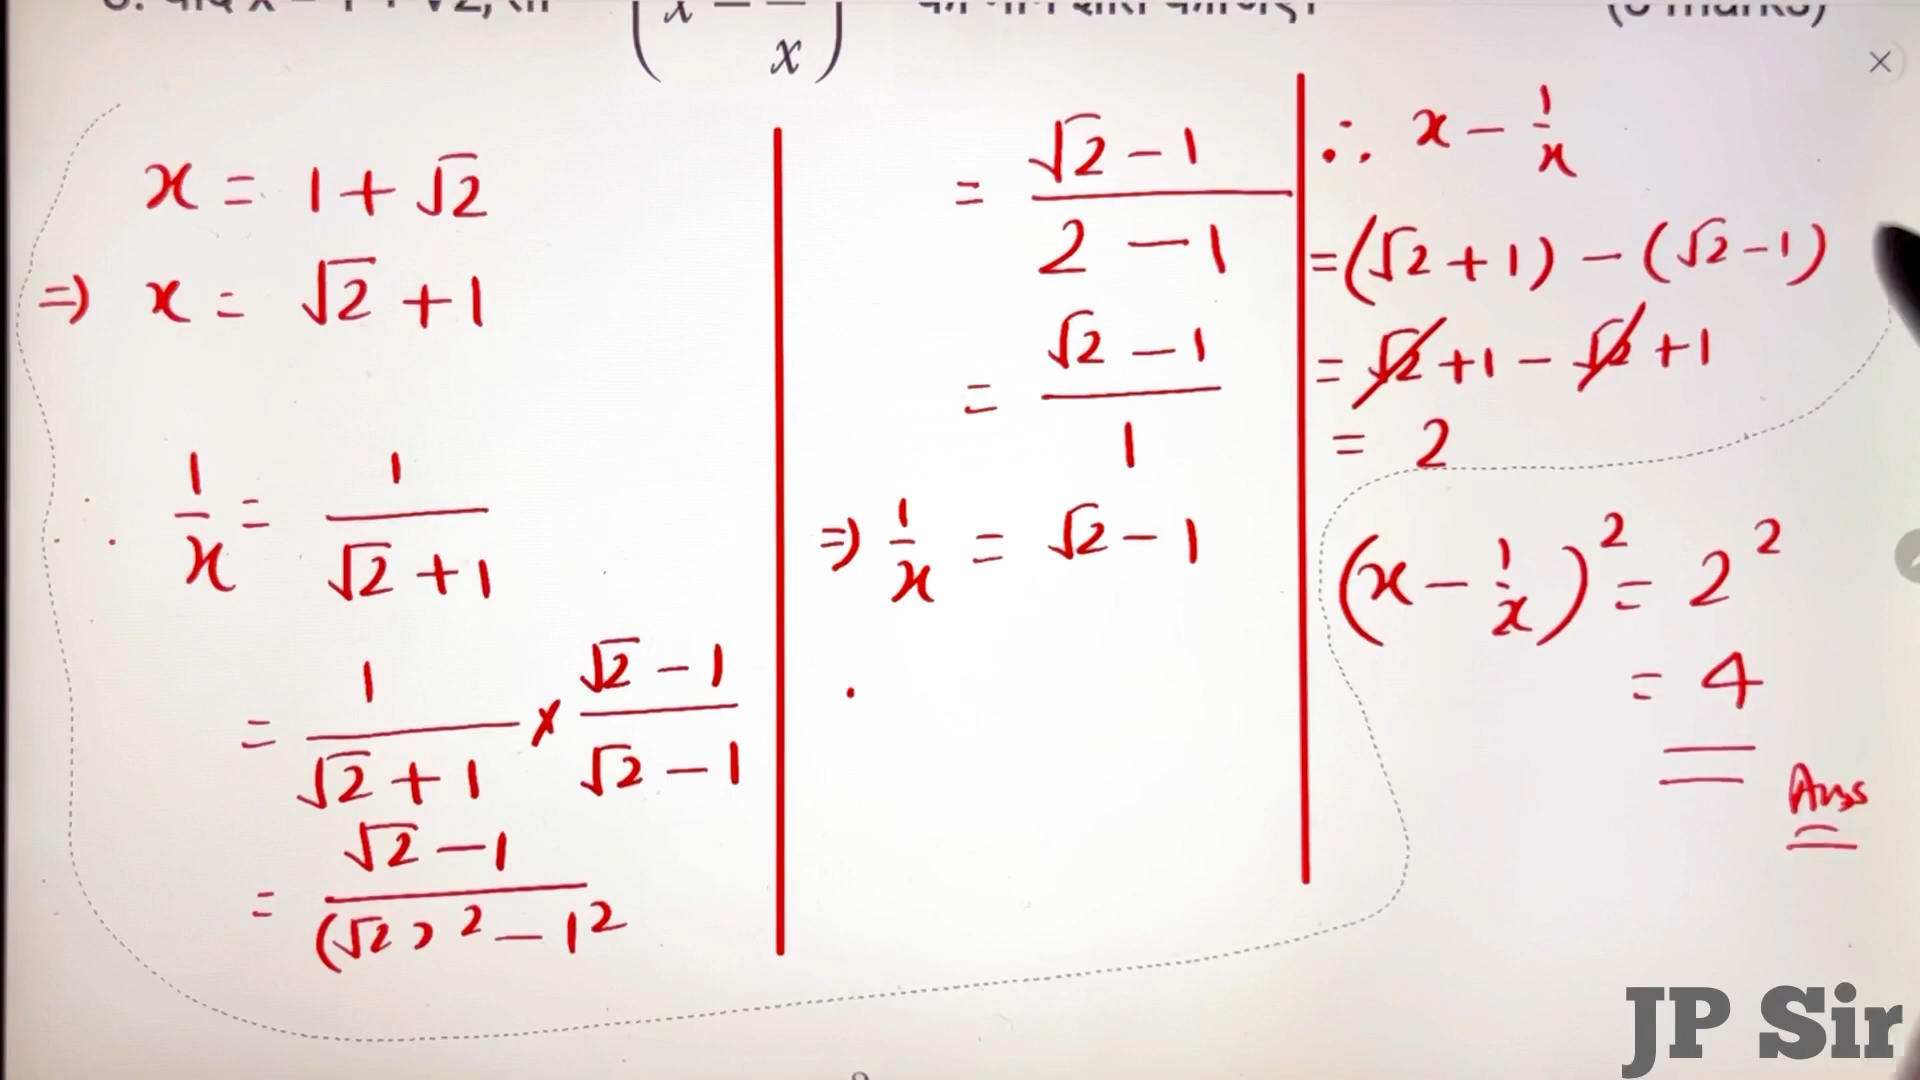 x
x = 1 + √2
⇒ x = √2 + 1
∴ 1/x = 1/(√2 + 1)
= 1/(√2 + 1) × (√2 - 1)/(√2 - 1)
= (√2 - 1)/((√2)² - 1²)
= (√2 - 1)/(2 - 1)
= (√2 - 1)/1
⇒ 1/x = √2 - 1
∴ x - 1/x
= (√2 + 1) - (√2 - 1)
= √2 + 1 - √2 + 1
= 2
(x - 1/x)² = 2²
= 4
Ans
JP Sir